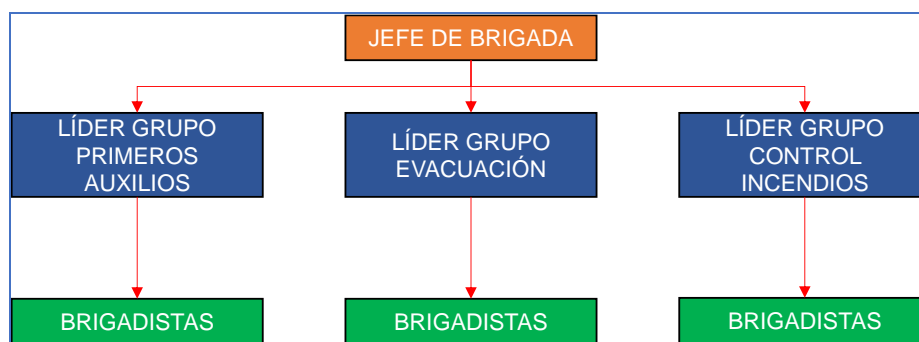 JEFE DE BRIGADA
LÍDER GRUPO
PRIMEROS
AUXILIOS
LÍDER GRUPO
EVACUACIÓN
LÍDER GRUPO
CONTROL
INCENDIOS
BRIGADISTAS
BRIGADISTAS
BRIGADISTAS